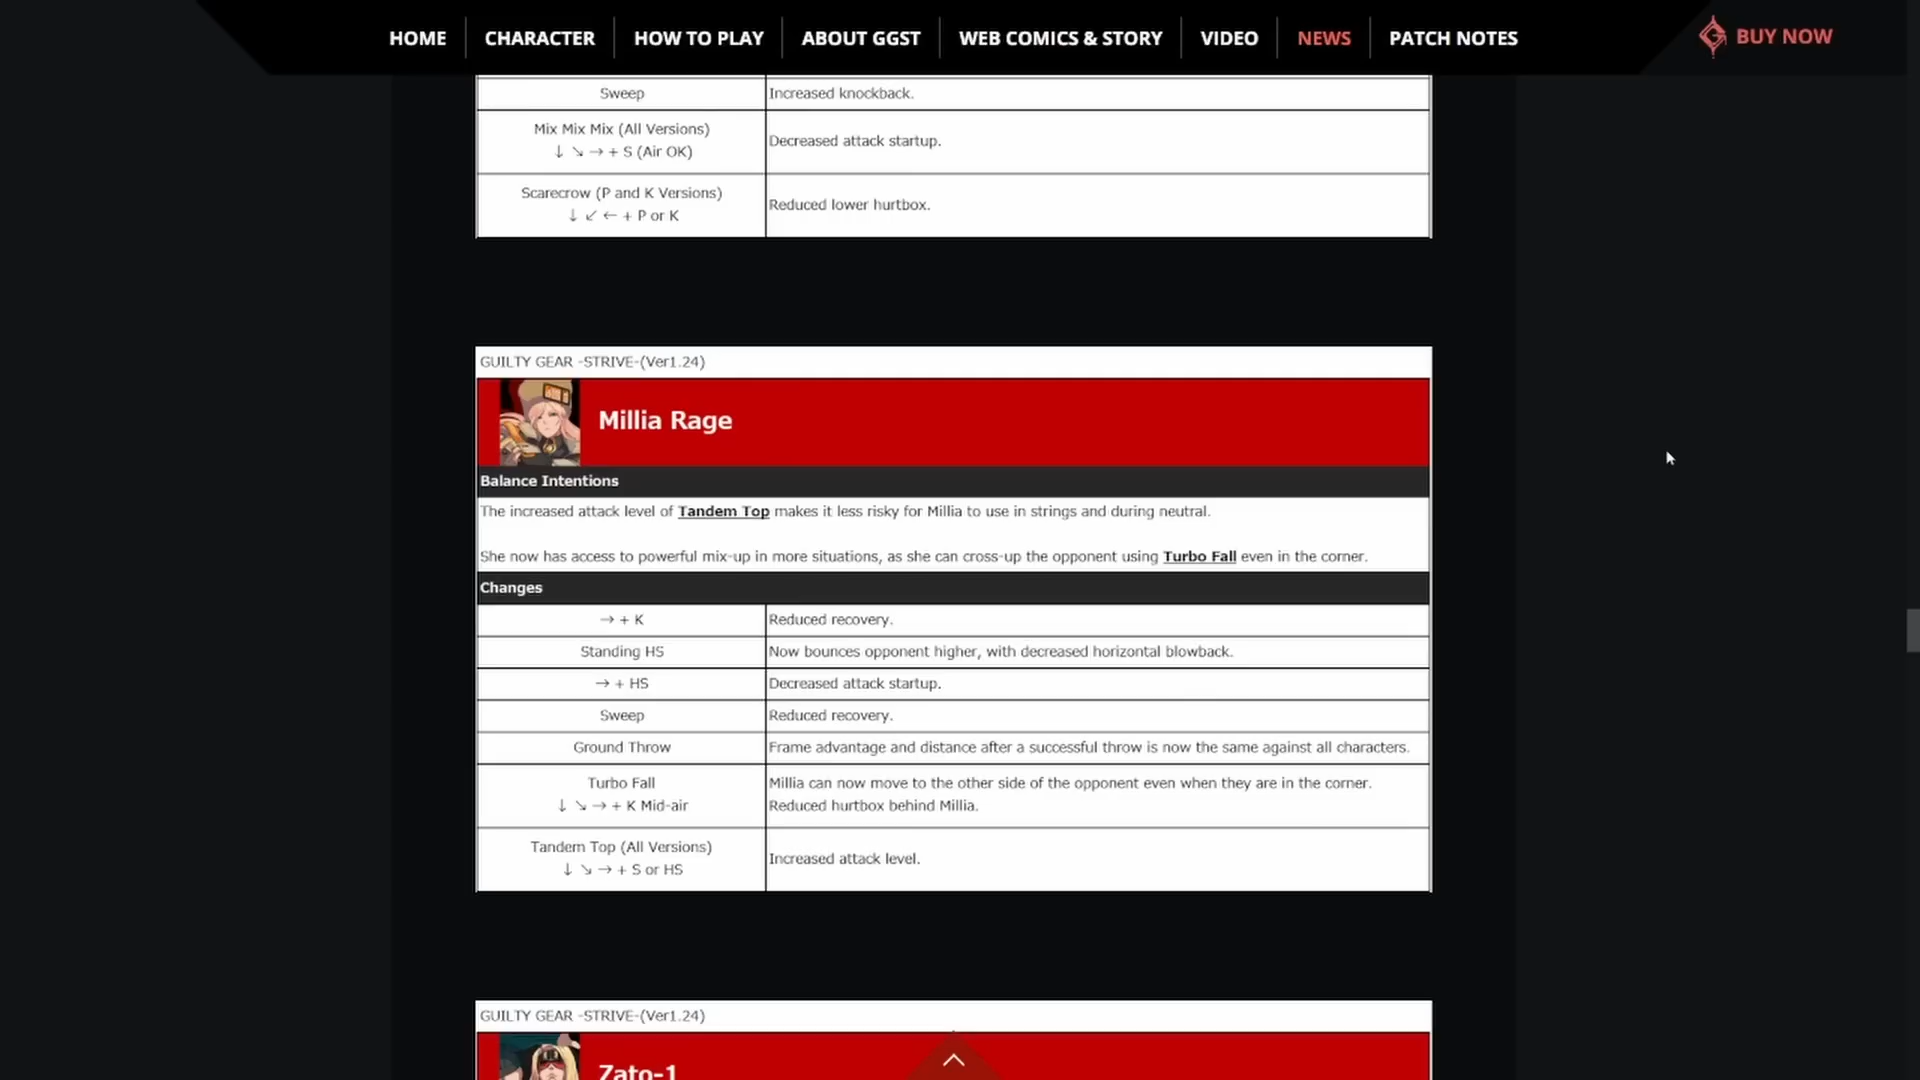 HOME
CHARACTER
HOW TO PLAY
ABOUT GGST
WEB COMICS & STORY
VIDEO
NEWS
PATCH NOTES
BUY NOW
Sweep
Increased knockback.
Mix Mix Mix (All Versions)
↓ ↘ → + S (Air OK)
Decreased attack startup.
Scarecrow (P and K Versions)
↓ ↙ ← + P or K
Reduced lower hurtbox.
GUILTY GEAR -STRIVE-(Ver1.24)
Millia Rage
Balance Intentions
The increased attack level of Tandem Top makes it less risky for Millia to use in strings and during neutral.
She now has access to powerful mix-up in more situations, as she can cross-up the opponent using Turbo Fall even in the corner.
Changes
→ + K
Reduced recovery.
Standing HS
Now bounces opponent higher, with decreased horizontal blowback.
→ + HS
Decreased attack startup.
Sweep
Reduced recovery.
Ground Throw
Frame advantage and distance after a successful throw is now the same against all characters.
Turbo Fall
↓ ↘ → + K Mid-air
Millia can now move to the other side of the opponent even when they are in the corner.
Reduced hurtbox behind Millia.
Tandem Top (All Versions)
↓ ↘ → + S or HS
Increased attack level.
GUILTY GEAR -STRIVE-(Ver1.24)
Zato-1